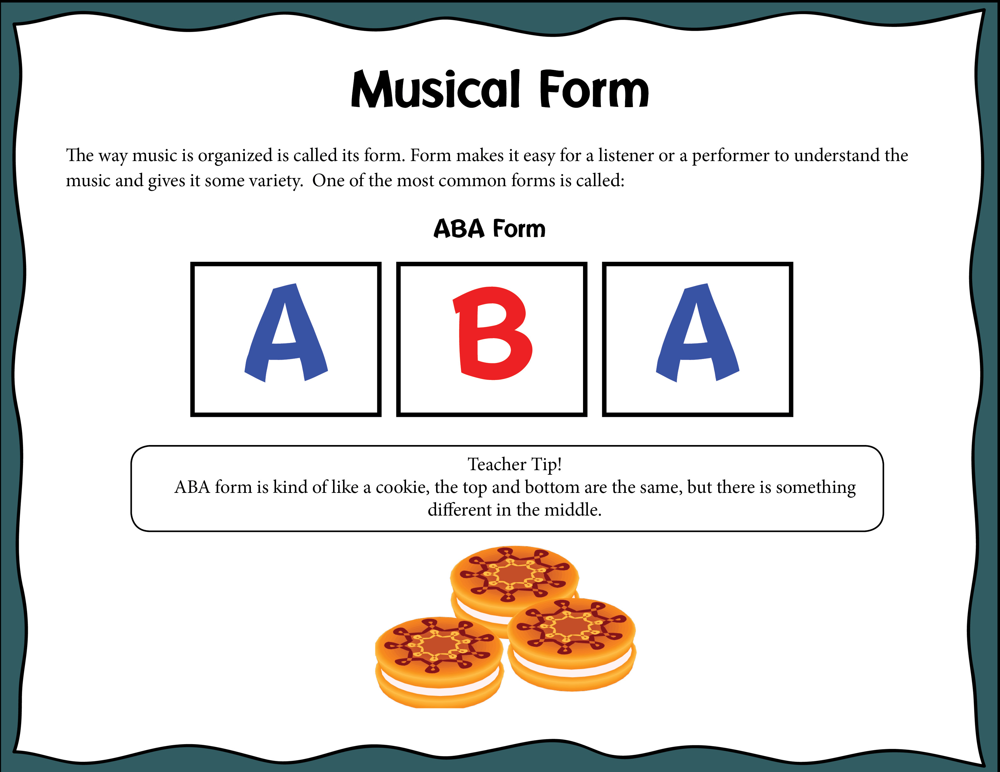 Musical Form
The way music is organized is called its form. Form makes it easy for a listener or a performer to understand the
music and gives it some variety.  One of the most common forms is called:
ABA Form
A B A
Teacher Tip!
ABA form is kind of like a cookie, the top and bottom are the same, but there is something
different in the middle.